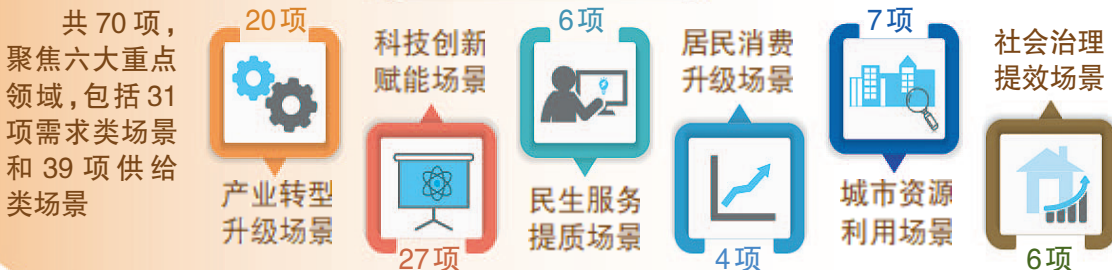 共 70 项，
聚焦六大重点
领域，包括 31
项需求类场景
和 39 项供给
类场景
20项
产业转型
升级场景
科技创新
赋能场景
27项
6项
民生服务
提质场景
居民消费
升级场景
4项
7项
城市资源
利用场景
社会治理
提效场景
6项